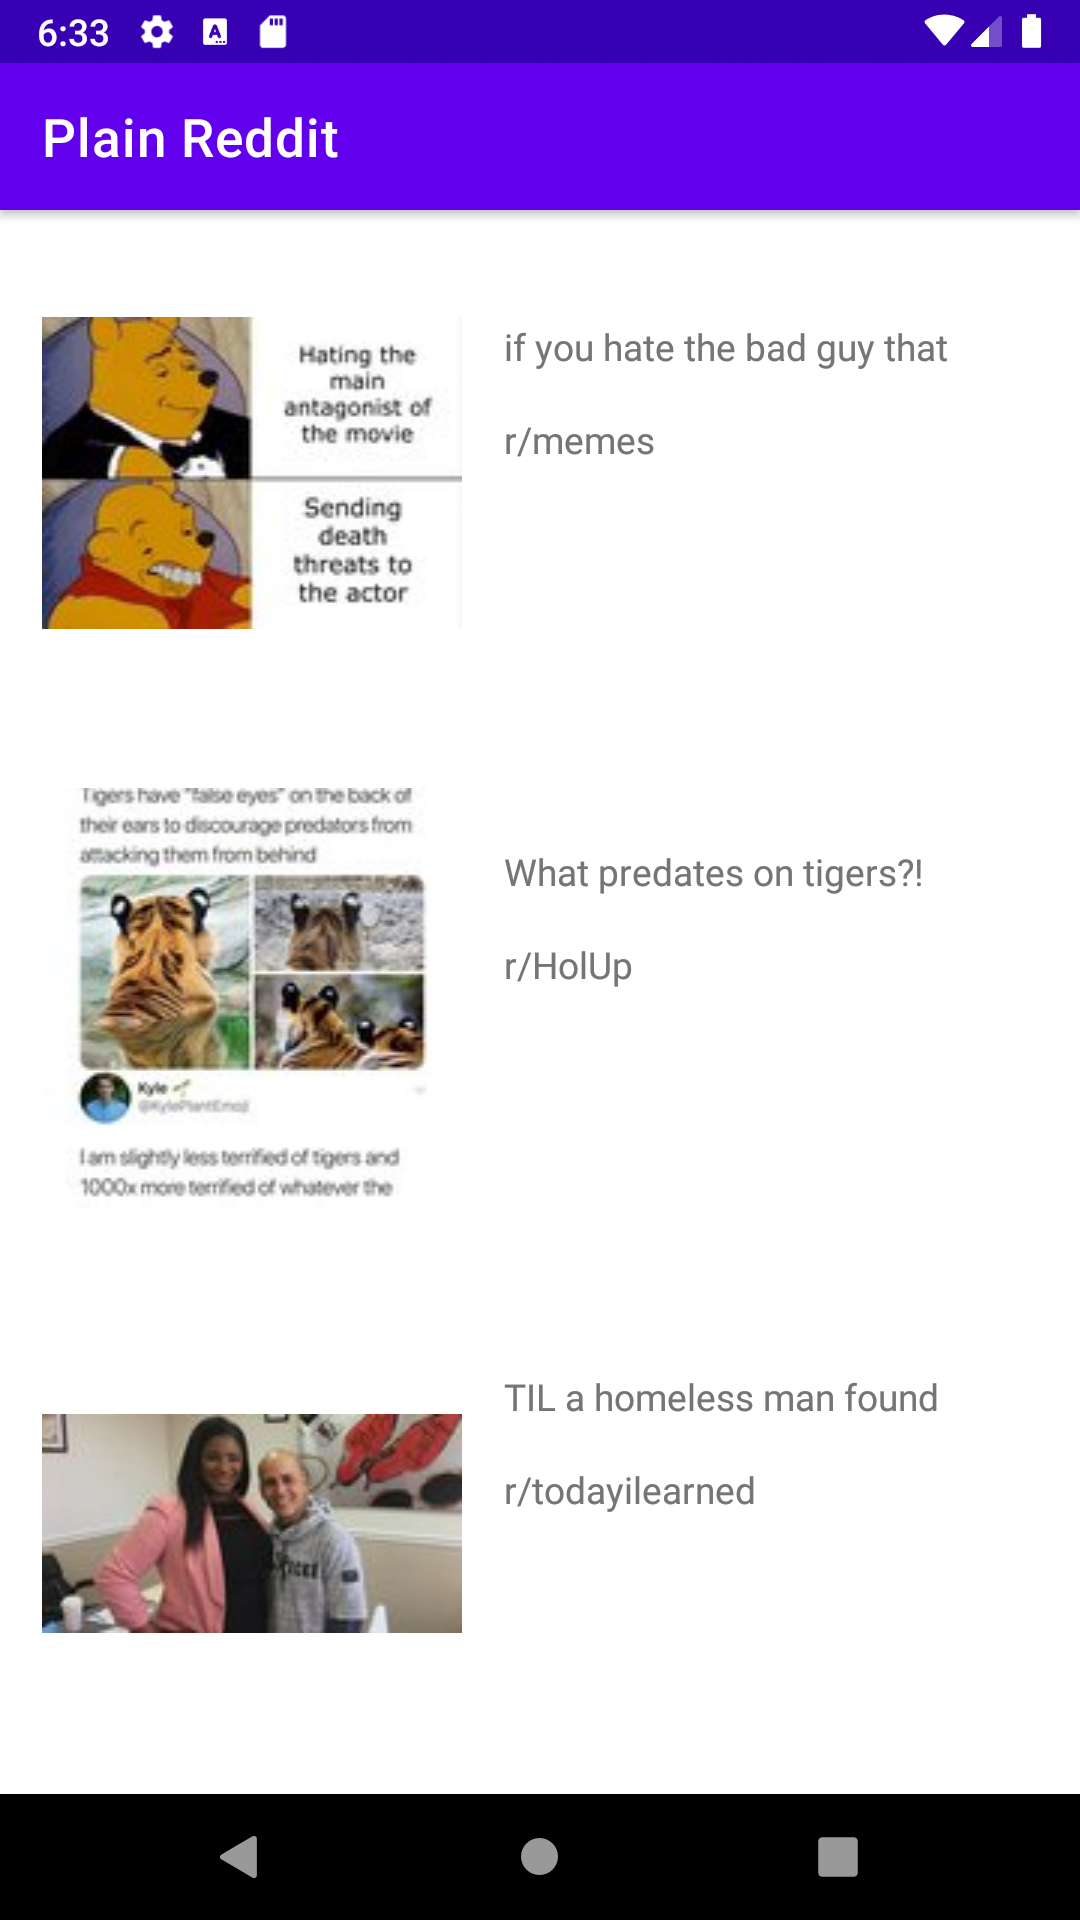 6:33
Plain Reddit
Hating the
main
antagonist of
the movie
Sending
death
threats to
the actor
if you hate the bad guy that
r/memes
Tigers have "false eyes" on the back of
their ears to discourage predators from
attacking them from behind
Kyle
@KylePlantEmoji
I am slightly less terrified of tigers and
1000x more terrified of whatever the
What predates on tigers?!
r/HolUp
TIL a homeless man found
r/todayilearned